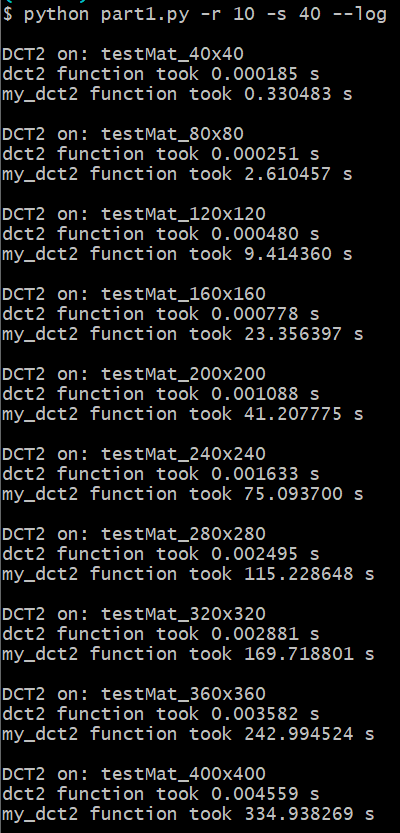 $ python part1.py -r 10 -s 40 --log
DCT2 on: testMat_40x40
dct2 function took 0.000185 s
my_dct2 function took 0.330483 s
DCT2 on: testMat_80x80
dct2 function took 0.000251 s
my_dct2 function took 2.610457 s
DCT2 on: testMat_120x120
dct2 function took 0.000480 s
my_dct2 function took 9.414360 s
DCT2 on: testMat_160x160
dct2 function took 0.000778 s
my_dct2 function took 23.356397 s
DCT2 on: testMat_200x200
dct2 function took 0.001088 s
my_dct2 function took 41.207775 s
DCT2 on: testMat_240x240
dct2 function took 0.001633 s
my_dct2 function took 75.093700 s
DCT2 on: testMat_280x280
dct2 function took 0.002495 s
my_dct2 function took 115.228648 s
DCT2 on: testMat_320x320
dct2 function took 0.002881 s
my_dct2 function took 169.718801 s
DCT2 on: testMat_360x360
dct2 function took 0.003582 s
my_dct2 function took 242.994524 s
DCT2 on: testMat_400x400
dct2 function took 0.004559 s
my_dct2 function took 334.938269 s